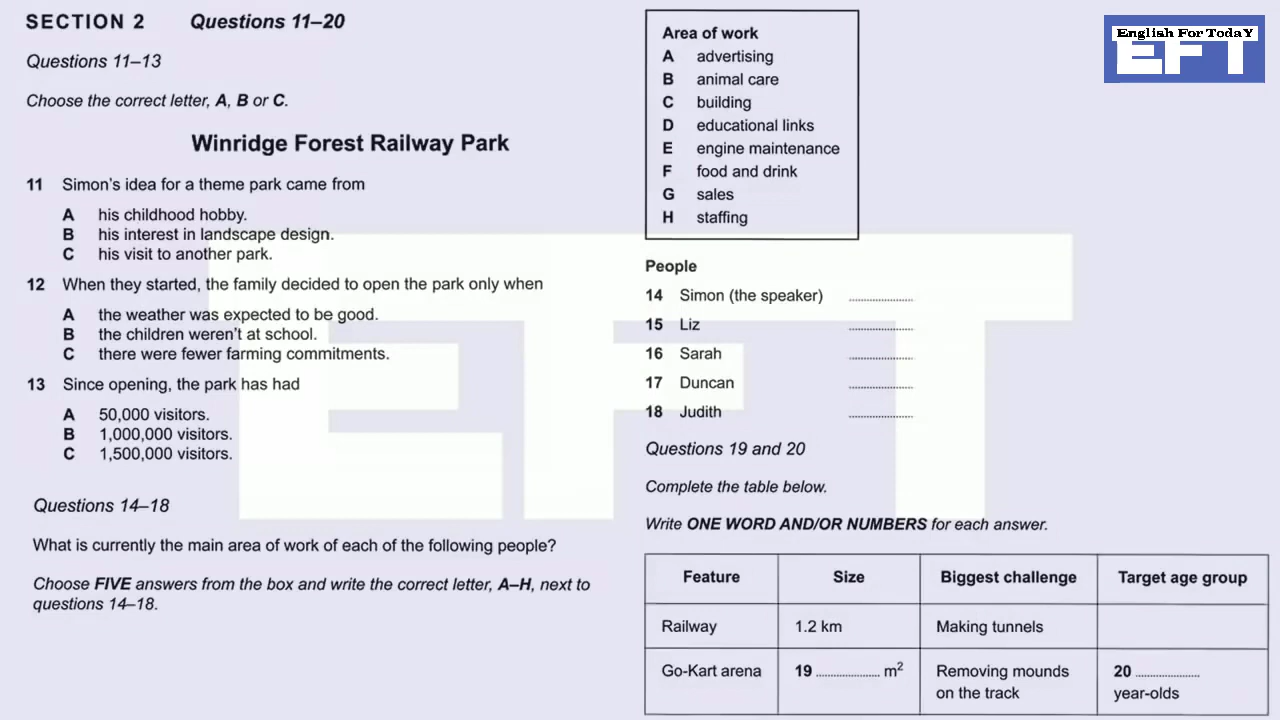 SECTION 2 Questions 11–20
Questions 11–13
Choose the correct letter, A, B or C.
Winridge Forest Railway Park
11 Simon's idea for a theme park came from
A his childhood hobby.
B his interest in landscape design.
C his visit to another park.
12 When they started, the family decided to open the park only when
A the weather was expected to be good.
B the children weren't at school.
C there were fewer farming commitments.
13 Since opening, the park has had
A 50,000 visitors.
B 1,000,000 visitors.
C 1,500,000 visitors.
Questions 14–18
What is currently the main area of work of each of the following people?
Choose FIVE answers from the box and write the correct letter, A–H, next to
questions 14–18.
Area of work
A advertising
B animal care
C building
D educational links
E engine maintenance
F food and drink
G sales
H staffing
People
14 Simon (the speaker) ....................
15 Liz ....................
16 Sarah ....................
17 Duncan ....................
18 Judith ....................
Questions 19 and 20
Complete the table below.
Write ONE WORD AND/OR NUMBERS for each answer.
Feature Size Biggest challenge Target age group
Railway 1.2 km Making tunnels
Go-Kart arena 19 .................... m² Removing mounds 20 ....................
on the track year-olds
English For TodaY
EFT
EFT